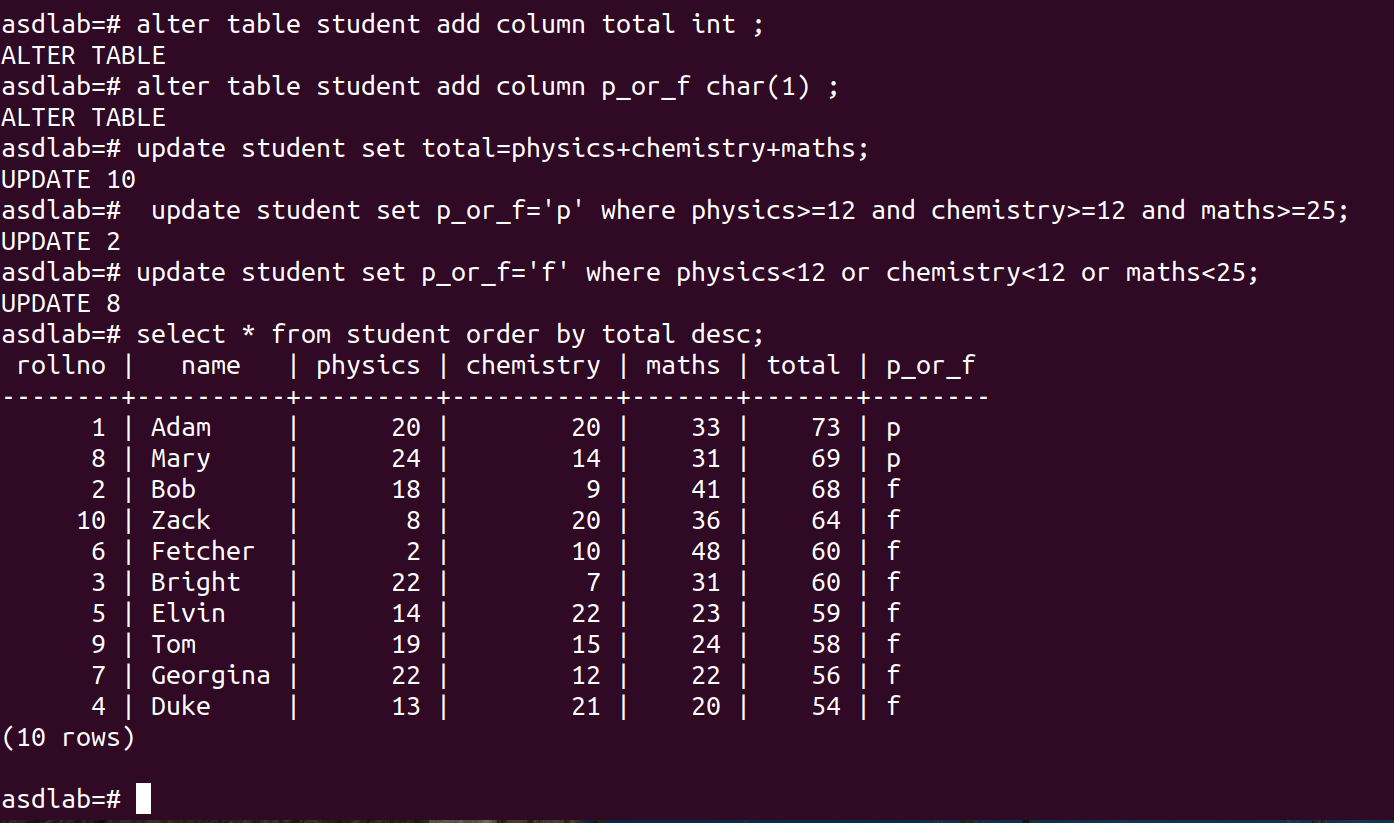 asdlab=# alter table student add column total int ;
ALTER TABLE
asdlab=# alter table student add column p_or_f char(1) ;
ALTER TABLE
asdlab=# update student set total=physics+chemistry+maths;
UPDATE 10
asdlab=#  update student set p_or_f='p' where physics>=12 and chemistry>=12 and maths>=25;
UPDATE 2
asdlab=# update student set p_or_f='f' where physics<12 or chemistry<12 or maths<25;
UPDATE 8
asdlab=# select * from student order by total desc;
 rollno |   name   | physics | chemistry | maths | total | p_or_f
--------+----------+---------+-----------+-------+-------+--------
      1 | Adam     |      20 |        20 |    33 |    73 | p
      8 | Mary     |      24 |        14 |    31 |    69 | p
      2 | Bob      |      18 |         9 |    41 |    68 | f
     10 | Zack     |       8 |        20 |    36 |    64 | f
      6 | Fetcher  |       2 |        10 |    48 |    60 | f
      3 | Bright   |      22 |         7 |    31 |    60 | f
      5 | Elvin    |      14 |        22 |    23 |    59 | f
      9 | Tom      |      19 |        15 |    24 |    58 | f
      7 | Georgina |      22 |        12 |    22 |    56 | f
      4 | Duke     |      13 |        21 |    20 |    54 | f
(10 rows)

asdlab=#